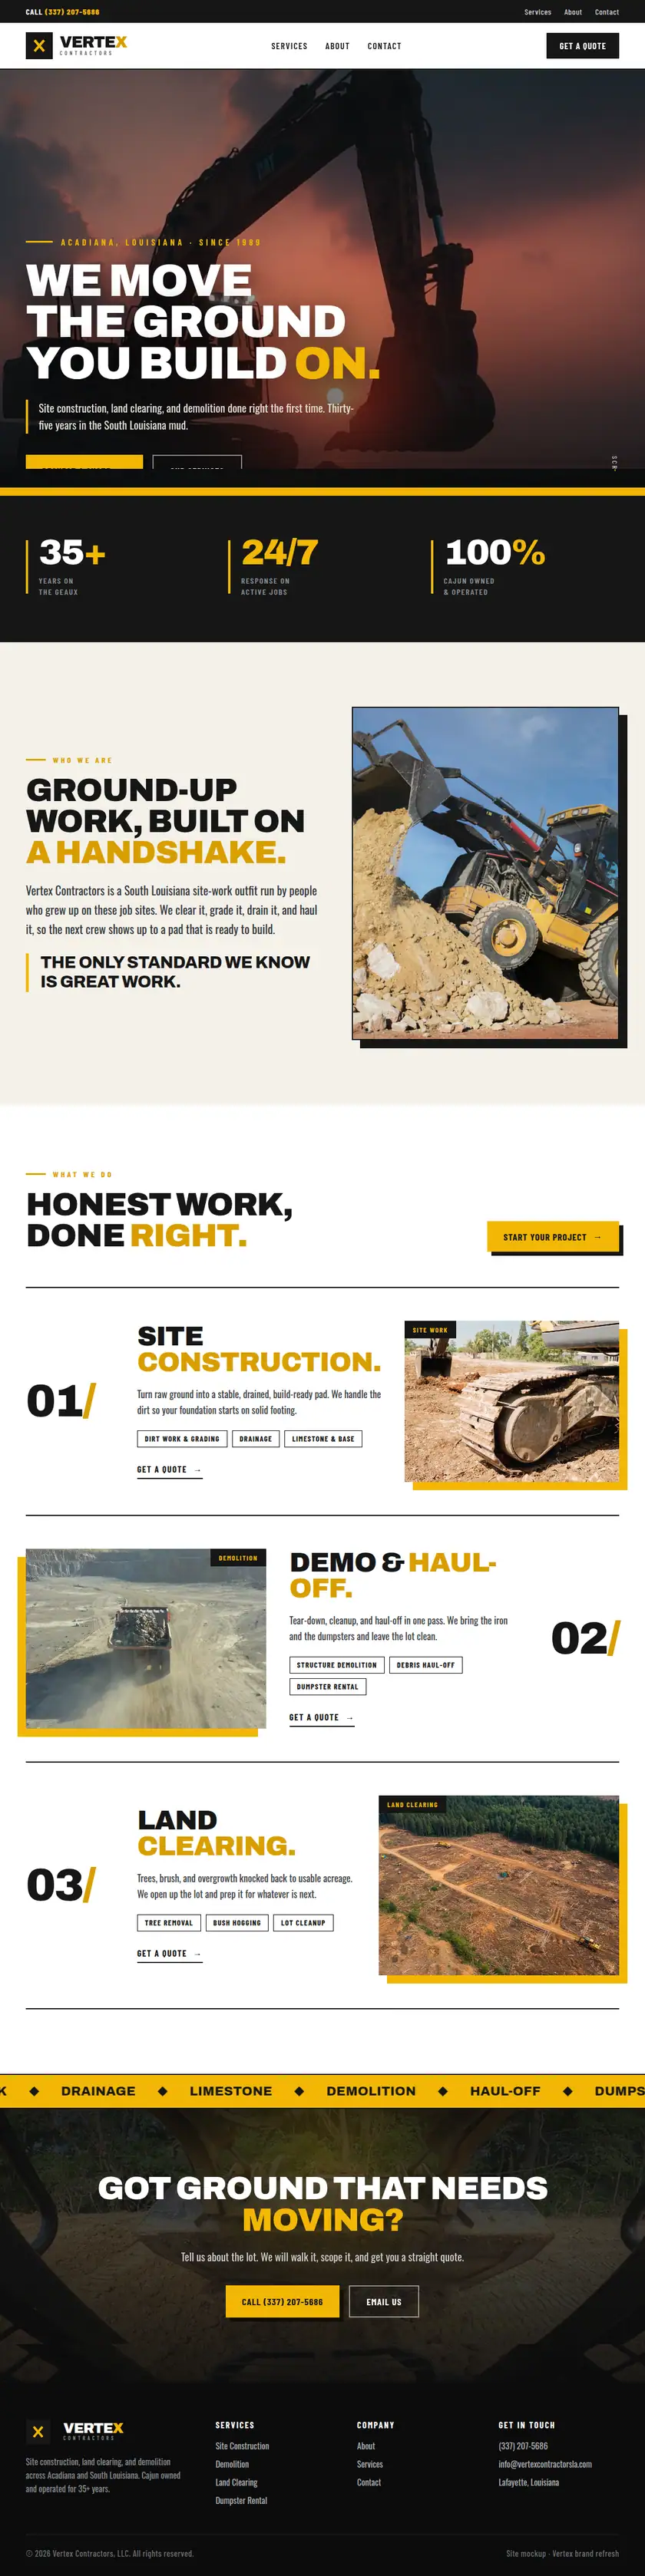 CALL (337) 207-5686
Services About Contact
VERTEX
CONTRACTORS
SERVICES ABOUT CONTACT
GET A QUOTE
ACADIANA, LOUISIANA · SINCE 1989
WE MOVE
THE GROUND
YOU BUILD ON.
Site construction, land clearing, and demolition done right the first time. Thirty-
five years in the South Louisiana mud.
35+
YEARS ON
THE GEAUX
24/7
RESPONSE ON
ACTIVE JOBS
100%
CAJUN OWNED
& OPERATED
WHO WE ARE
GROUND-UP
WORK, BUILT ON
A HANDSHAKE.
Vertex Contractors is a South Louisiana site-work outfit run by people
who grew up on these job sites. We clear it, grade it, drain it, and haul
it, so the next crew shows up to a pad that is ready to build.
THE ONLY STANDARD WE KNOW
IS GREAT WORK.
WHAT WE DO
HONEST WORK,
DONE RIGHT.
START YOUR PROJECT →
01/
SITE
CONSTRUCTION.
Turn raw ground into a stable, drained, build-ready pad. We handle the
dirt so your foundation starts on solid footing.
DIRT WORK & GRADING DRAINAGE LIMESTONE & BASE
GET A QUOTE →
SITE WORK
DEMOLITION
DEMO & HAUL-
OFF.
Tear-down, cleanup, and haul-off in one pass. We bring the iron
and the dumpsters and leave the lot clean.
STRUCTURE DEMOLITION DEBRIS HAUL-OFF
DUMPSTER RENTAL
GET A QUOTE →
02/
03/
LAND
CLEARING.
Trees, brush, and overgrowth knocked back to usable acreage.
We open up the lot and prep it for whatever is next.
TREE REMOVAL BUSH HOGGING LOT CLEANUP
GET A QUOTE →
LAND CLEARING
K ◆ DRAINAGE ◆ LIMESTONE ◆ DEMOLITION ◆ HAUL-OFF ◆ DUMPS
GOT GROUND THAT NEEDS
MOVING?
Tell us about the lot. We will walk it, scope it, and get you a straight quote.
CALL (337) 207-5686 EMAIL US
VERTEX
CONTRACTORS
Site construction, land clearing, and demolition
across Acadiana and South Louisiana. Cajun owned
and operated for 35+ years.
SERVICES
Site Construction
Demolition
Land Clearing
Dumpster Rental
COMPANY
About
Services
Contact
GET IN TOUCH
(337) 207-5686
info@vertexcontractorsla.com
Lafayette, Louisiana
© 2026 Vertex Contractors, LLC. All rights reserved.
Site mockup · Vertex brand refresh